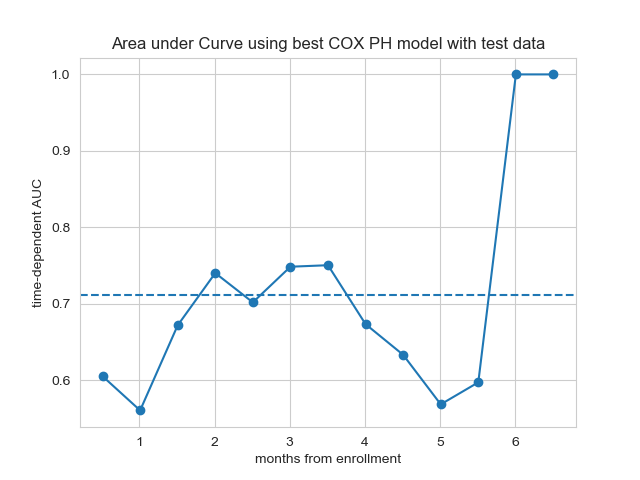 Area under Curve using best COX PH model with test data
1.0
0.9
0.8
0.7
0.6
time-dependent AUC
1 2 3 4 5 6
months from enrollment